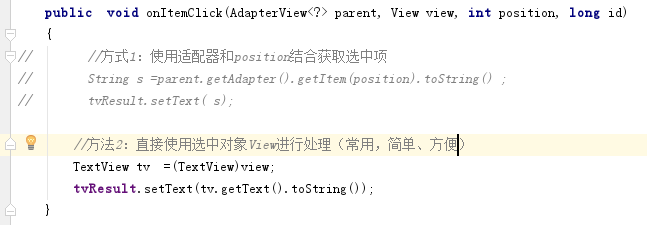 public  void onItemClick(AdapterView<?> parent, View view, int position, long id)
{
//      //方式1：使用适配器和position结合获取选中项
//      String s =parent.getAdapter().getItem(position).toString() ;
//      tvResult.setText( s);
//方法2：直接使用选中对象View进行处理（常用，简单、方便）
TextView tv  =(TextView)view;
tvResult.setText(tv.getText().toString());
}